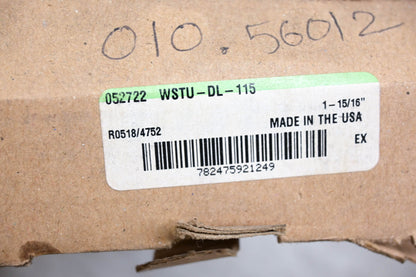 010.56012
052722 WSTU-DL-115
1-15/16"
R0518/4752 MADE IN THE USA
EX
782475921249